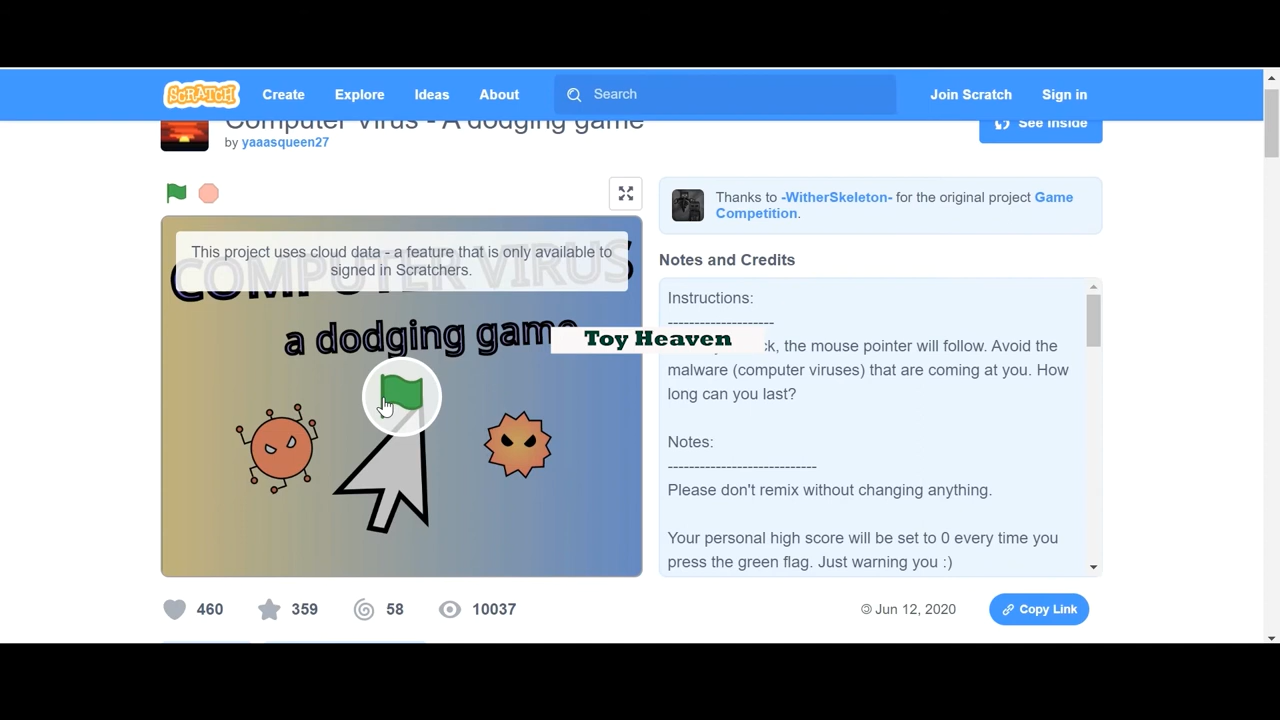 SCRATCH
Create
Explore
Ideas
About
Search
Join Scratch
Sign in
Computer Virus - A dodging game
by yaaasqueen27
See inside
Thanks to -WitherSkeleton- for the original project Game
Competition.
This project uses cloud data - a feature that is only available to
signed in Scratchers.
COMPUTER VIRUS
a dodging game
Toy Heaven
Notes and Credits
Instructions:
--------------------
the mouse pointer will follow. Avoid the
malware (computer viruses) that are coming at you. How
long can you last?
Notes:
----------------------------
Please don't remix without changing anything.
Your personal high score will be set to 0 every time you
press the green flag. Just warning you :)
460
359
58
10037
© Jun 12, 2020
Copy Link